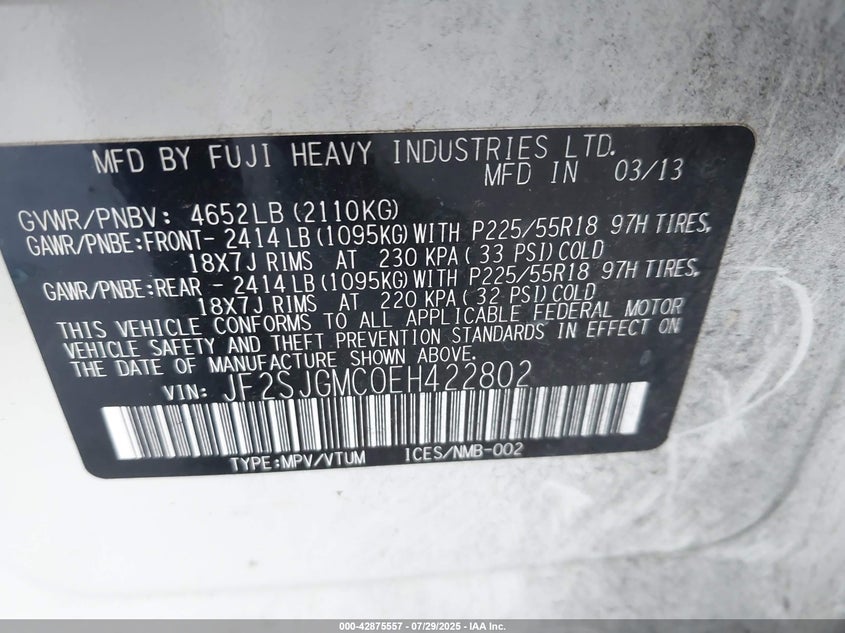 MFD BY FUJI HEAVY INDUSTRIES LTD.
MFD IN 03/13
GVWR/PNBV: 4652LB (2110KG)
GAWR/PNBE:FRONT- 2414 LB (1095KG) WITH P225/55R18 97H TIRES,
18X7J RIMS AT 230 KPA ( 33 PSI) COLD
GAWR/PNBE:REAR - 2414 LB (1095KG) WITH P225/55R18 97H TIRES,
18X7J RIMS AT 220 KPA ( 32 PSI) COLD
THIS VEHICLE CONFORMS TO ALL APPLICABLE FEDERAL MOTOR
VEHICLE SAFETY AND THEFT PREVENTION STANDARDS IN EFFECT ON
THE DATE OF MANUFACTURE SHOWN ABOVE.
VIN: JF2SJGMC0EH422802
TYPE:MPV/VTUM ICES/NMB-002
000-42875557 - 07/29/2025 - IAA Inc.